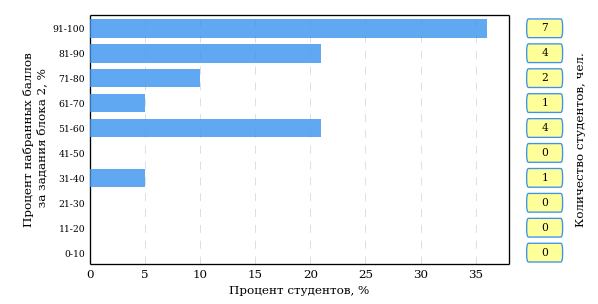 Процент набранных баллов
за задания блока 2, %
91-100 7
81-90 4
71-80 2
61-70 1
51-60 4
41-50 0
31-40 1
21-30 0
11-20 0
0-10 0
0 5 10 15 20 25 30 35
Процент студентов, %
Количество студентов, чел.